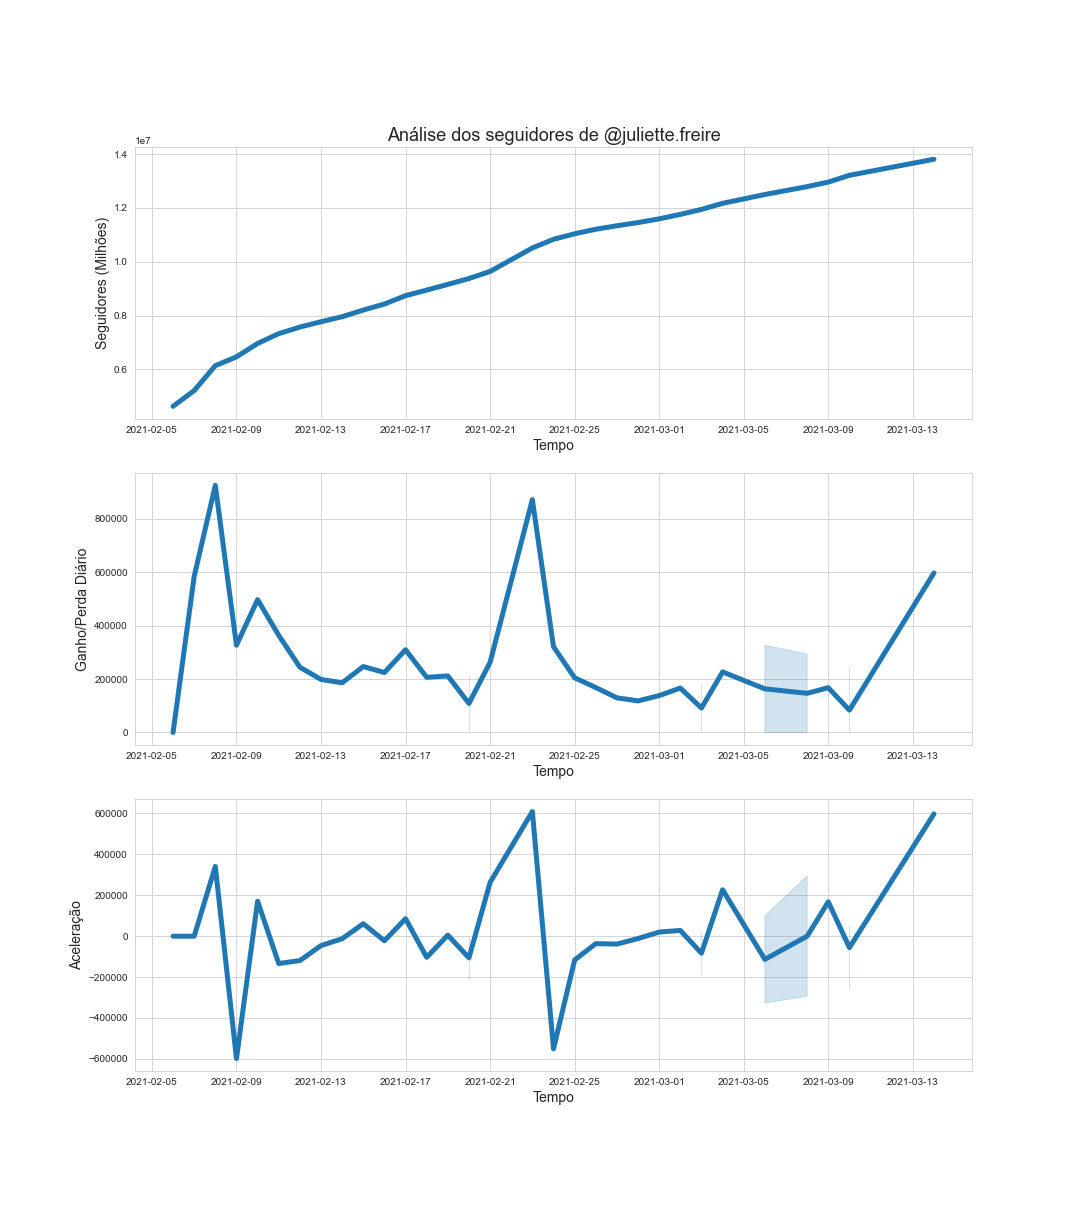 Análise dos seguidores de @juliette.freire
1e7
1.4
1.2
1.0
0.8
0.6
Seguidores (Milhões)
2021-02-05 2021-02-09 2021-02-13 2021-02-17 2021-02-21 2021-02-25 2021-03-01 2021-03-05 2021-03-09 2021-03-13
Tempo
800000
600000
400000
200000
0
Ganho/Perda Diário
2021-02-05 2021-02-09 2021-02-13 2021-02-17 2021-02-21 2021-02-25 2021-03-01 2021-03-05 2021-03-09 2021-03-13
Tempo
600000
400000
200000
0
−200000
−400000
−600000
Aceleração
2021-02-05 2021-02-09 2021-02-13 2021-02-17 2021-02-21 2021-02-25 2021-03-01 2021-03-05 2021-03-09 2021-03-13
Tempo